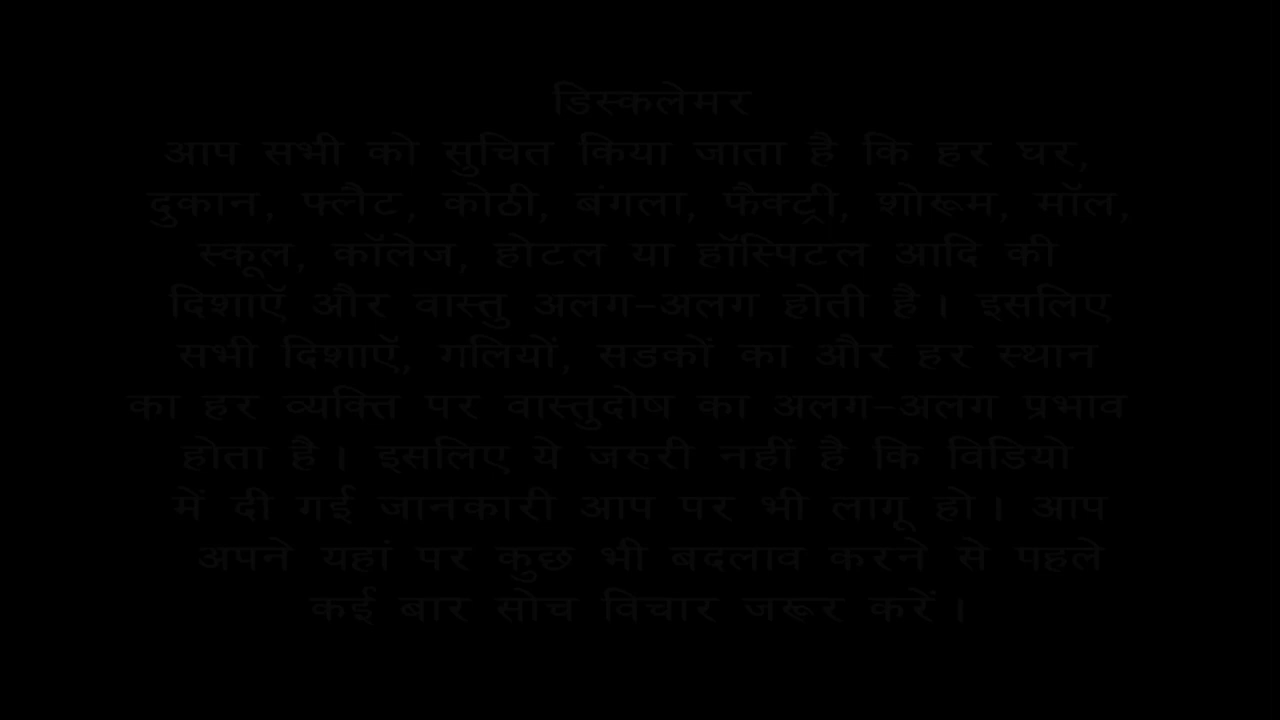 डिस्कलेमर
आप सभी को सुचित किया जाता है कि हर घर,
दुकान, फ्लैट, कोठी, बंगला, फैक्ट्री, शोरूम, मॉल,
स्कूल, कॉलेज, होटल या हॉस्पिटल आदि की
दिशाएॅ और वास्तु अलग–अलग होती है। इसलिए
सभी दिशाएॅ, गलियों, सडकों का और हर स्थान
का हर व्यक्ति पर वास्तुदोष का अलग–अलग प्रभाव
होता है। इसलिए ये जरुरी नहीं है कि विडियो
में दी गई जानकारी आप पर भी लागू हो। आप
अपने यहां पर कुछ भी बदलाव करने से पहले
कई बार सोच विचार जरूर करें।